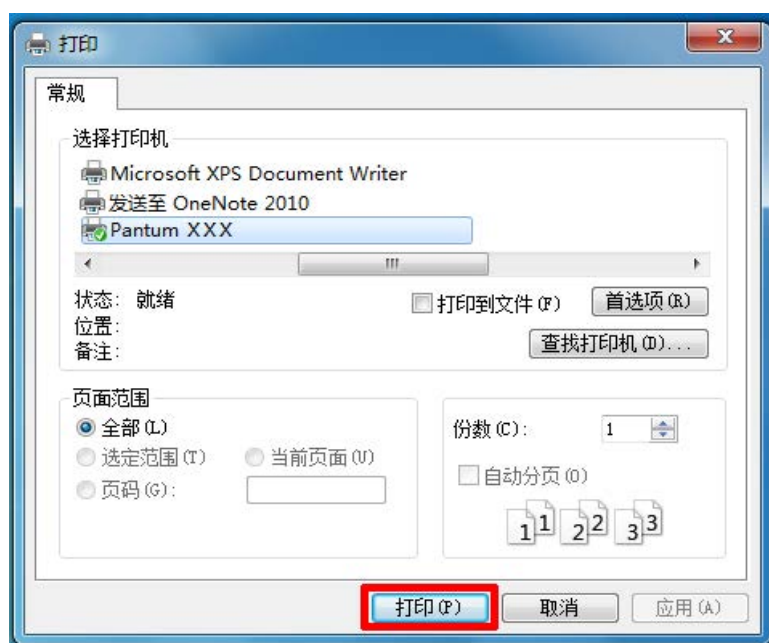 打印
常规
选择打印机
Microsoft XPS Document Writer
发送至 OneNote 2010
Pantum XXX
状态: 就绪
打印到文件(F) 首选项(R)
位置:
备注:
查找打印机(D)...
页面范围
全部(L)
选定范围(T) 当前页面(U)
页码(G):
份数(C): 1
自动分页(O)
1 1 2 2 3 3
打印(P) 取消 应用(A)